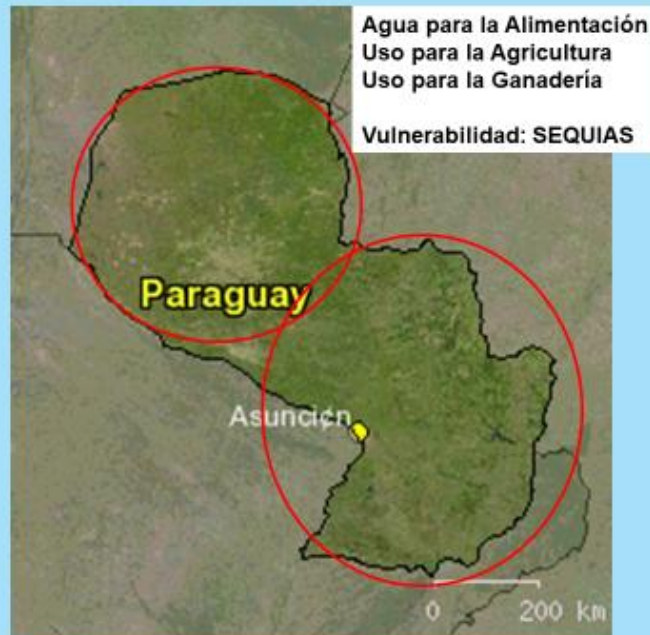 Agua para la Alimentación
Uso para la Agricultura
Uso para la Ganadería
Vulnerabilidad: SEQUIAS
Paraguay
Asunción
0 200 km